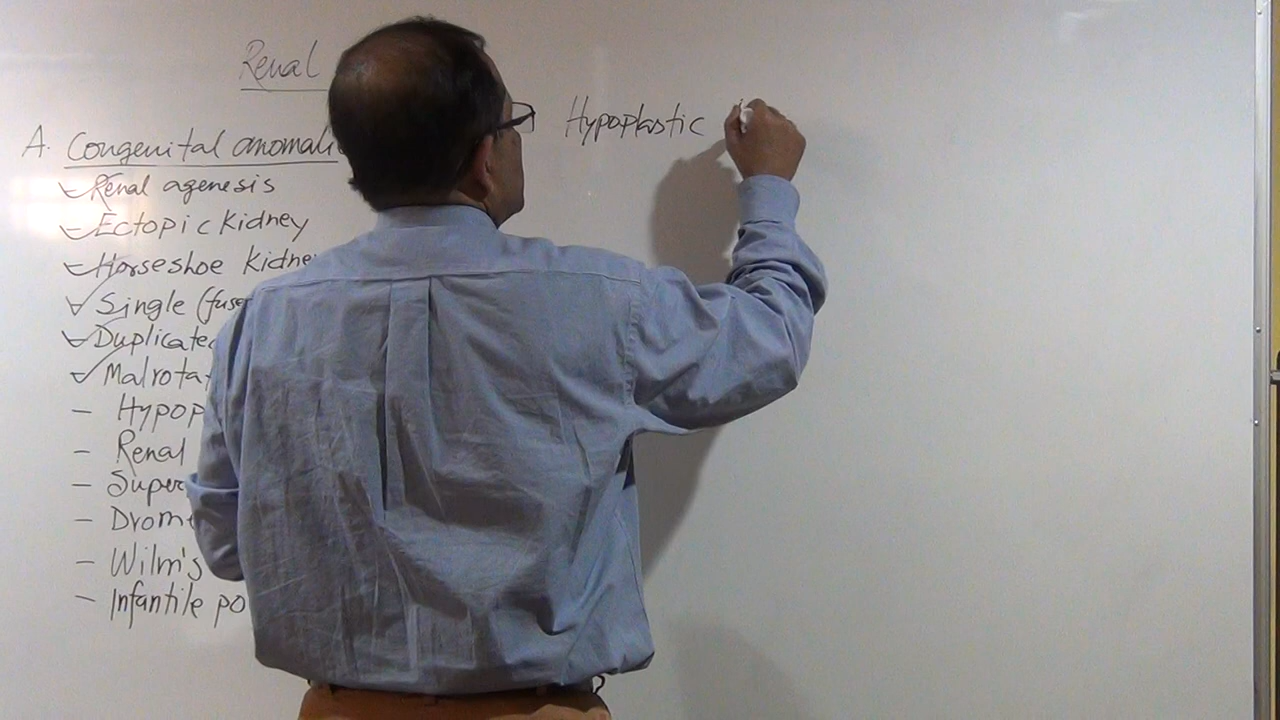 Renal
A. Congenital anomali
Renal agenesis
Ectopic kidney
Horseshoe kidne
Single (fuse
Duplicate
Malrotat
- Hypop
- Renal
- Super
- Drome
- Wilm's
- Infantile po
Hypoplastic